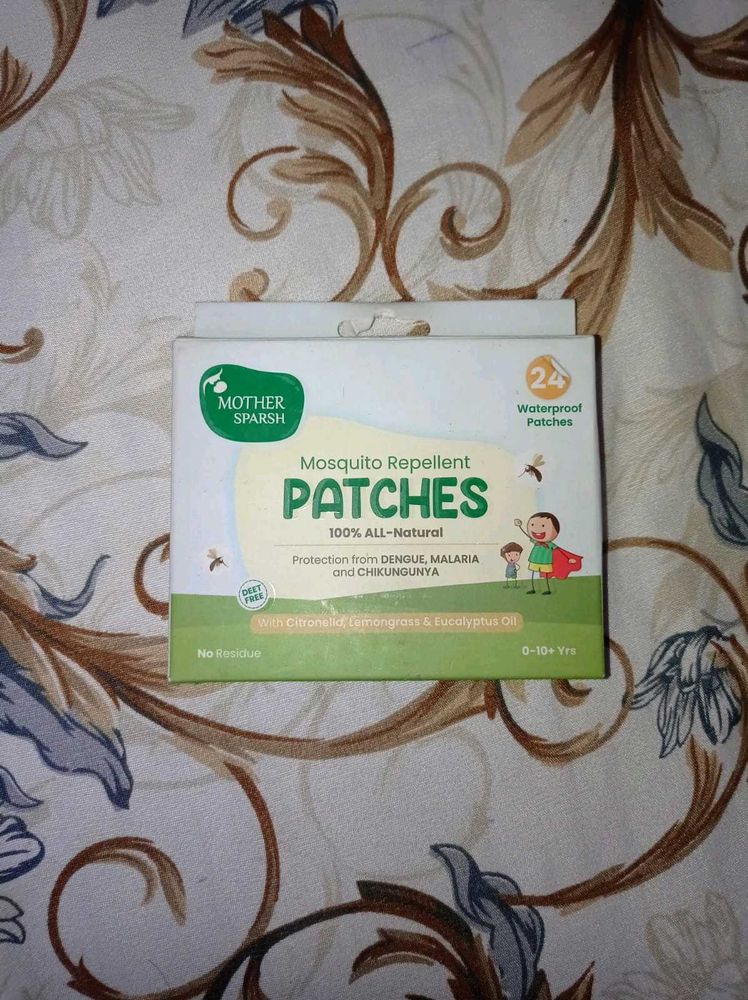 MOTHER
SPARSH
24
Waterproof
Patches
Mosquito Repellent
PATCHES
100% ALL-Natural
Protection from DENGUE, MALARIA
and CHIKUNGUNYA
DEET
FREE
With Citronella, Lemongrass & Eucalyptus Oil
No Residue
0-10+ Yrs